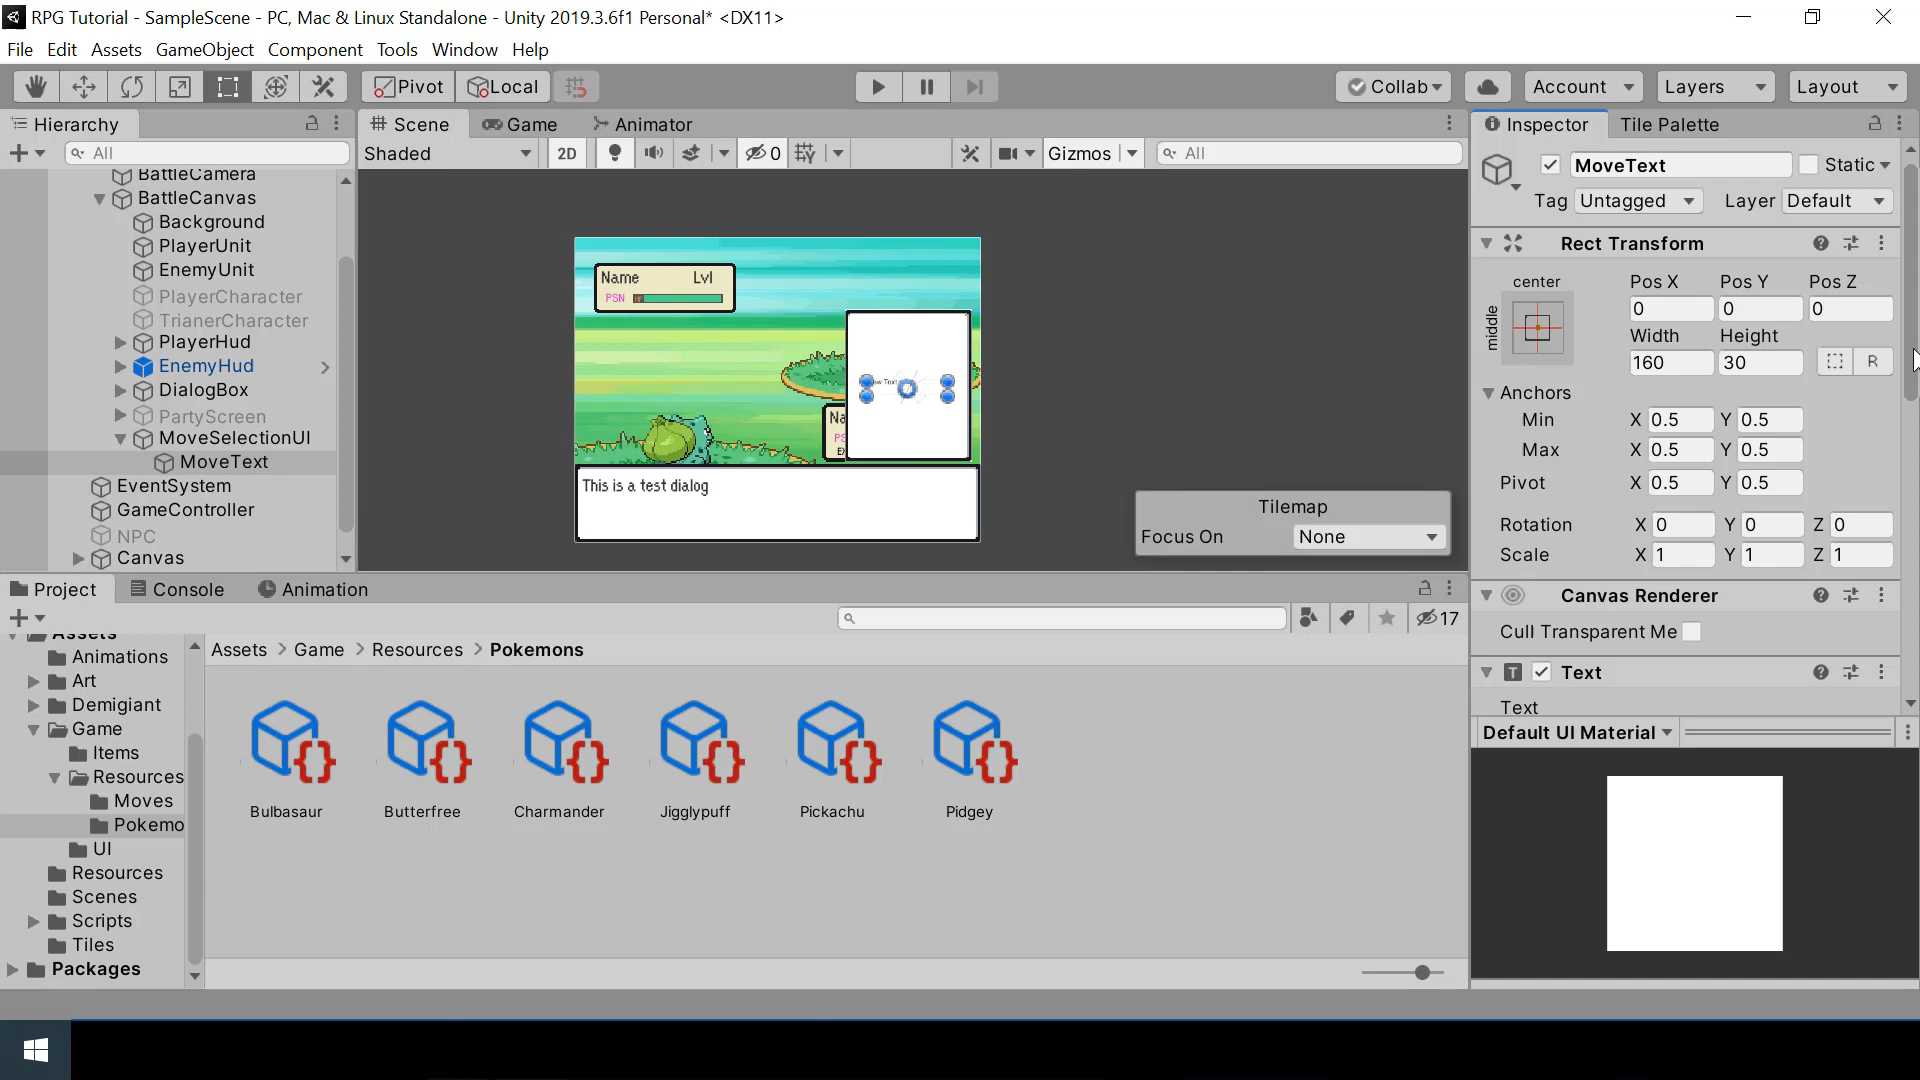 RPG Tutorial - SampleScene - PC, Mac & Linux Standalone - Unity 2019.3.6f1 Personal* <DX11>
File Edit Assets GameObject Component Tools Window Help
Pivot Local Collab Account Layers Layout
Hierarchy
All
BattleCamera
BattleCanvas
Background
PlayerUnit
EnemyUnit
PlayerCharacter
TrianerCharacter
PlayerHud
EnemyHud
DialogBox
PartyScreen
MoveSelectionUI
MoveText
EventSystem
GameController
NPC
Canvas
Scene Game Animator
Shaded 2D 0 Gizmos All
Name Lvl
PSN
Na
This is a test dialog
Tilemap
Focus On None
Inspector Tile Palette
MoveText Static
Tag Untagged Layer Default
Rect Transform
center
middle
Pos X Pos Y Pos Z
0 0 0
Width Height
160 30 R
Anchors
Min X 0.5 Y 0.5
Max X 0.5 Y 0.5
Pivot X 0.5 Y 0.5
Rotation X 0 Y 0 Z 0
Scale X 1 Y 1 Z 1
Canvas Renderer
Cull Transparent Me
Text
Text
Default UI Material
Project Console Animation
17
Assets
Animations
Art
Demigiant
Game
Items
Resources
Moves
Pokemo
UI
Resources
Scenes
Scripts
Tiles
Packages
Assets > Game > Resources > Pokemons
Bulbasaur Butterfree Charmander Jigglypuff Pickachu Pidgey